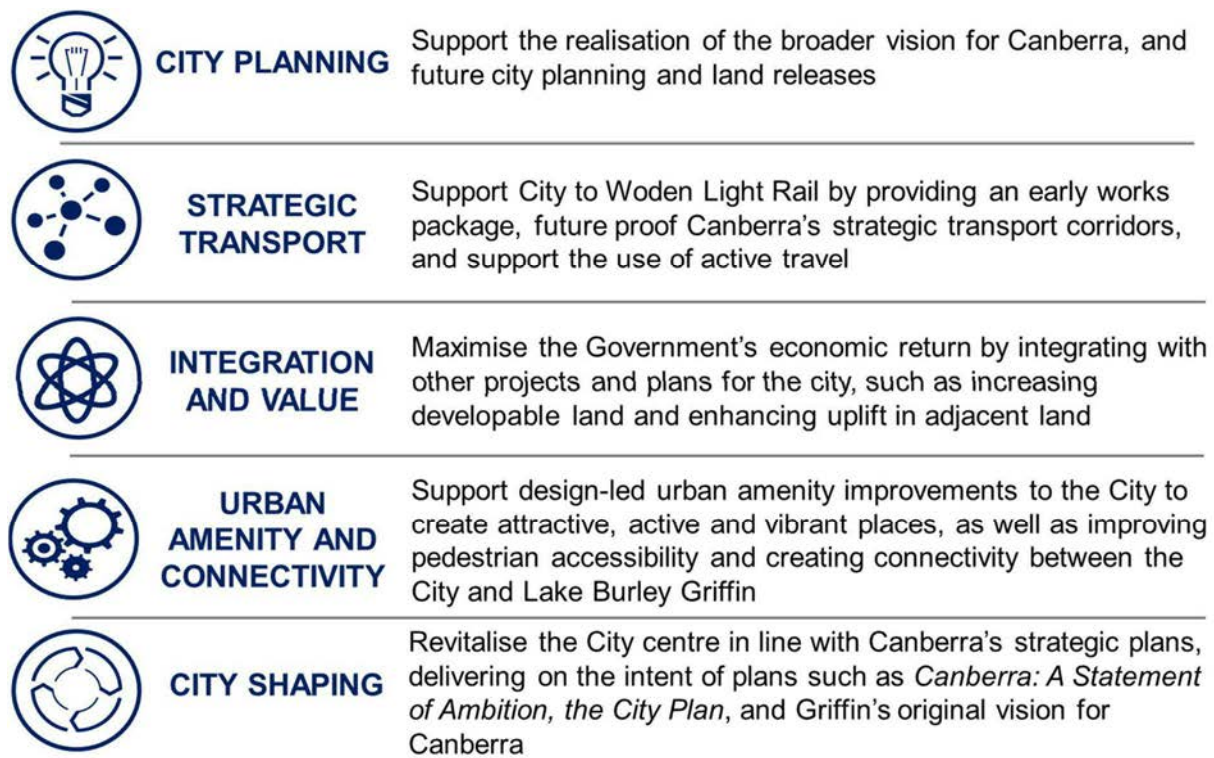 CITY PLANNING
Support the realisation of the broader vision for Canberra, and
future city planning and land releases
STRATEGIC
TRANSPORT
Support City to Woden Light Rail by providing an early works
package, future proof Canberra’s strategic transport corridors,
and support the use of active travel
INTEGRATION
AND VALUE
Maximise the Government’s economic return by integrating with
other projects and plans for the city, such as increasing
developable land and enhancing uplift in adjacent land
URBAN
AMENITY AND
CONNECTIVITY
Support design-led urban amenity improvements to the City to
create attractive, active and vibrant places, as well as improving
pedestrian accessibility and creating connectivity between the
City and Lake Burley Griffin
CITY SHAPING
Revitalise the City centre in line with Canberra’s strategic plans,
delivering on the intent of plans such as Canberra: A Statement
of Ambition, the City Plan, and Griffin’s original vision for
Canberra